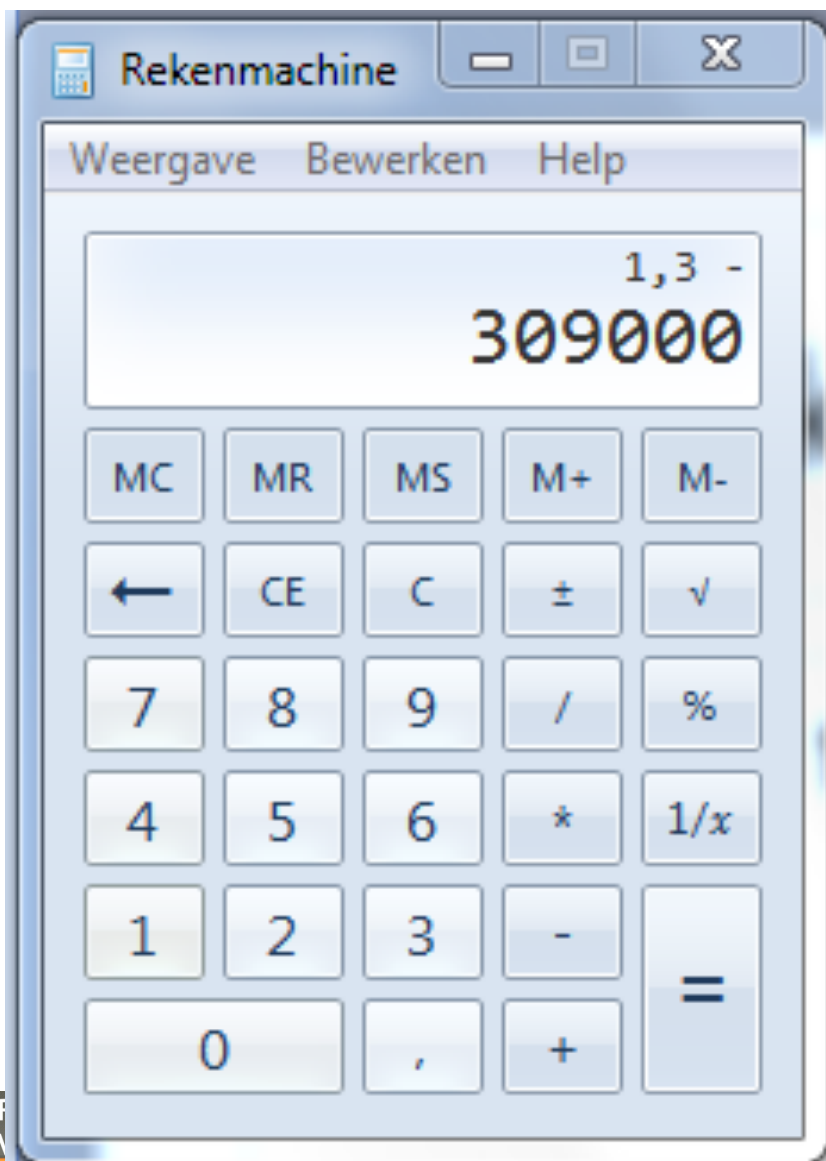 Rekenmachine
Weergave Bewerken Help
1,3 -
309000
MC MR MS M+ M-
← CE C ± √
7 8 9 / %
4 5 6 * 1/x
1 2 3 - =
0 , +